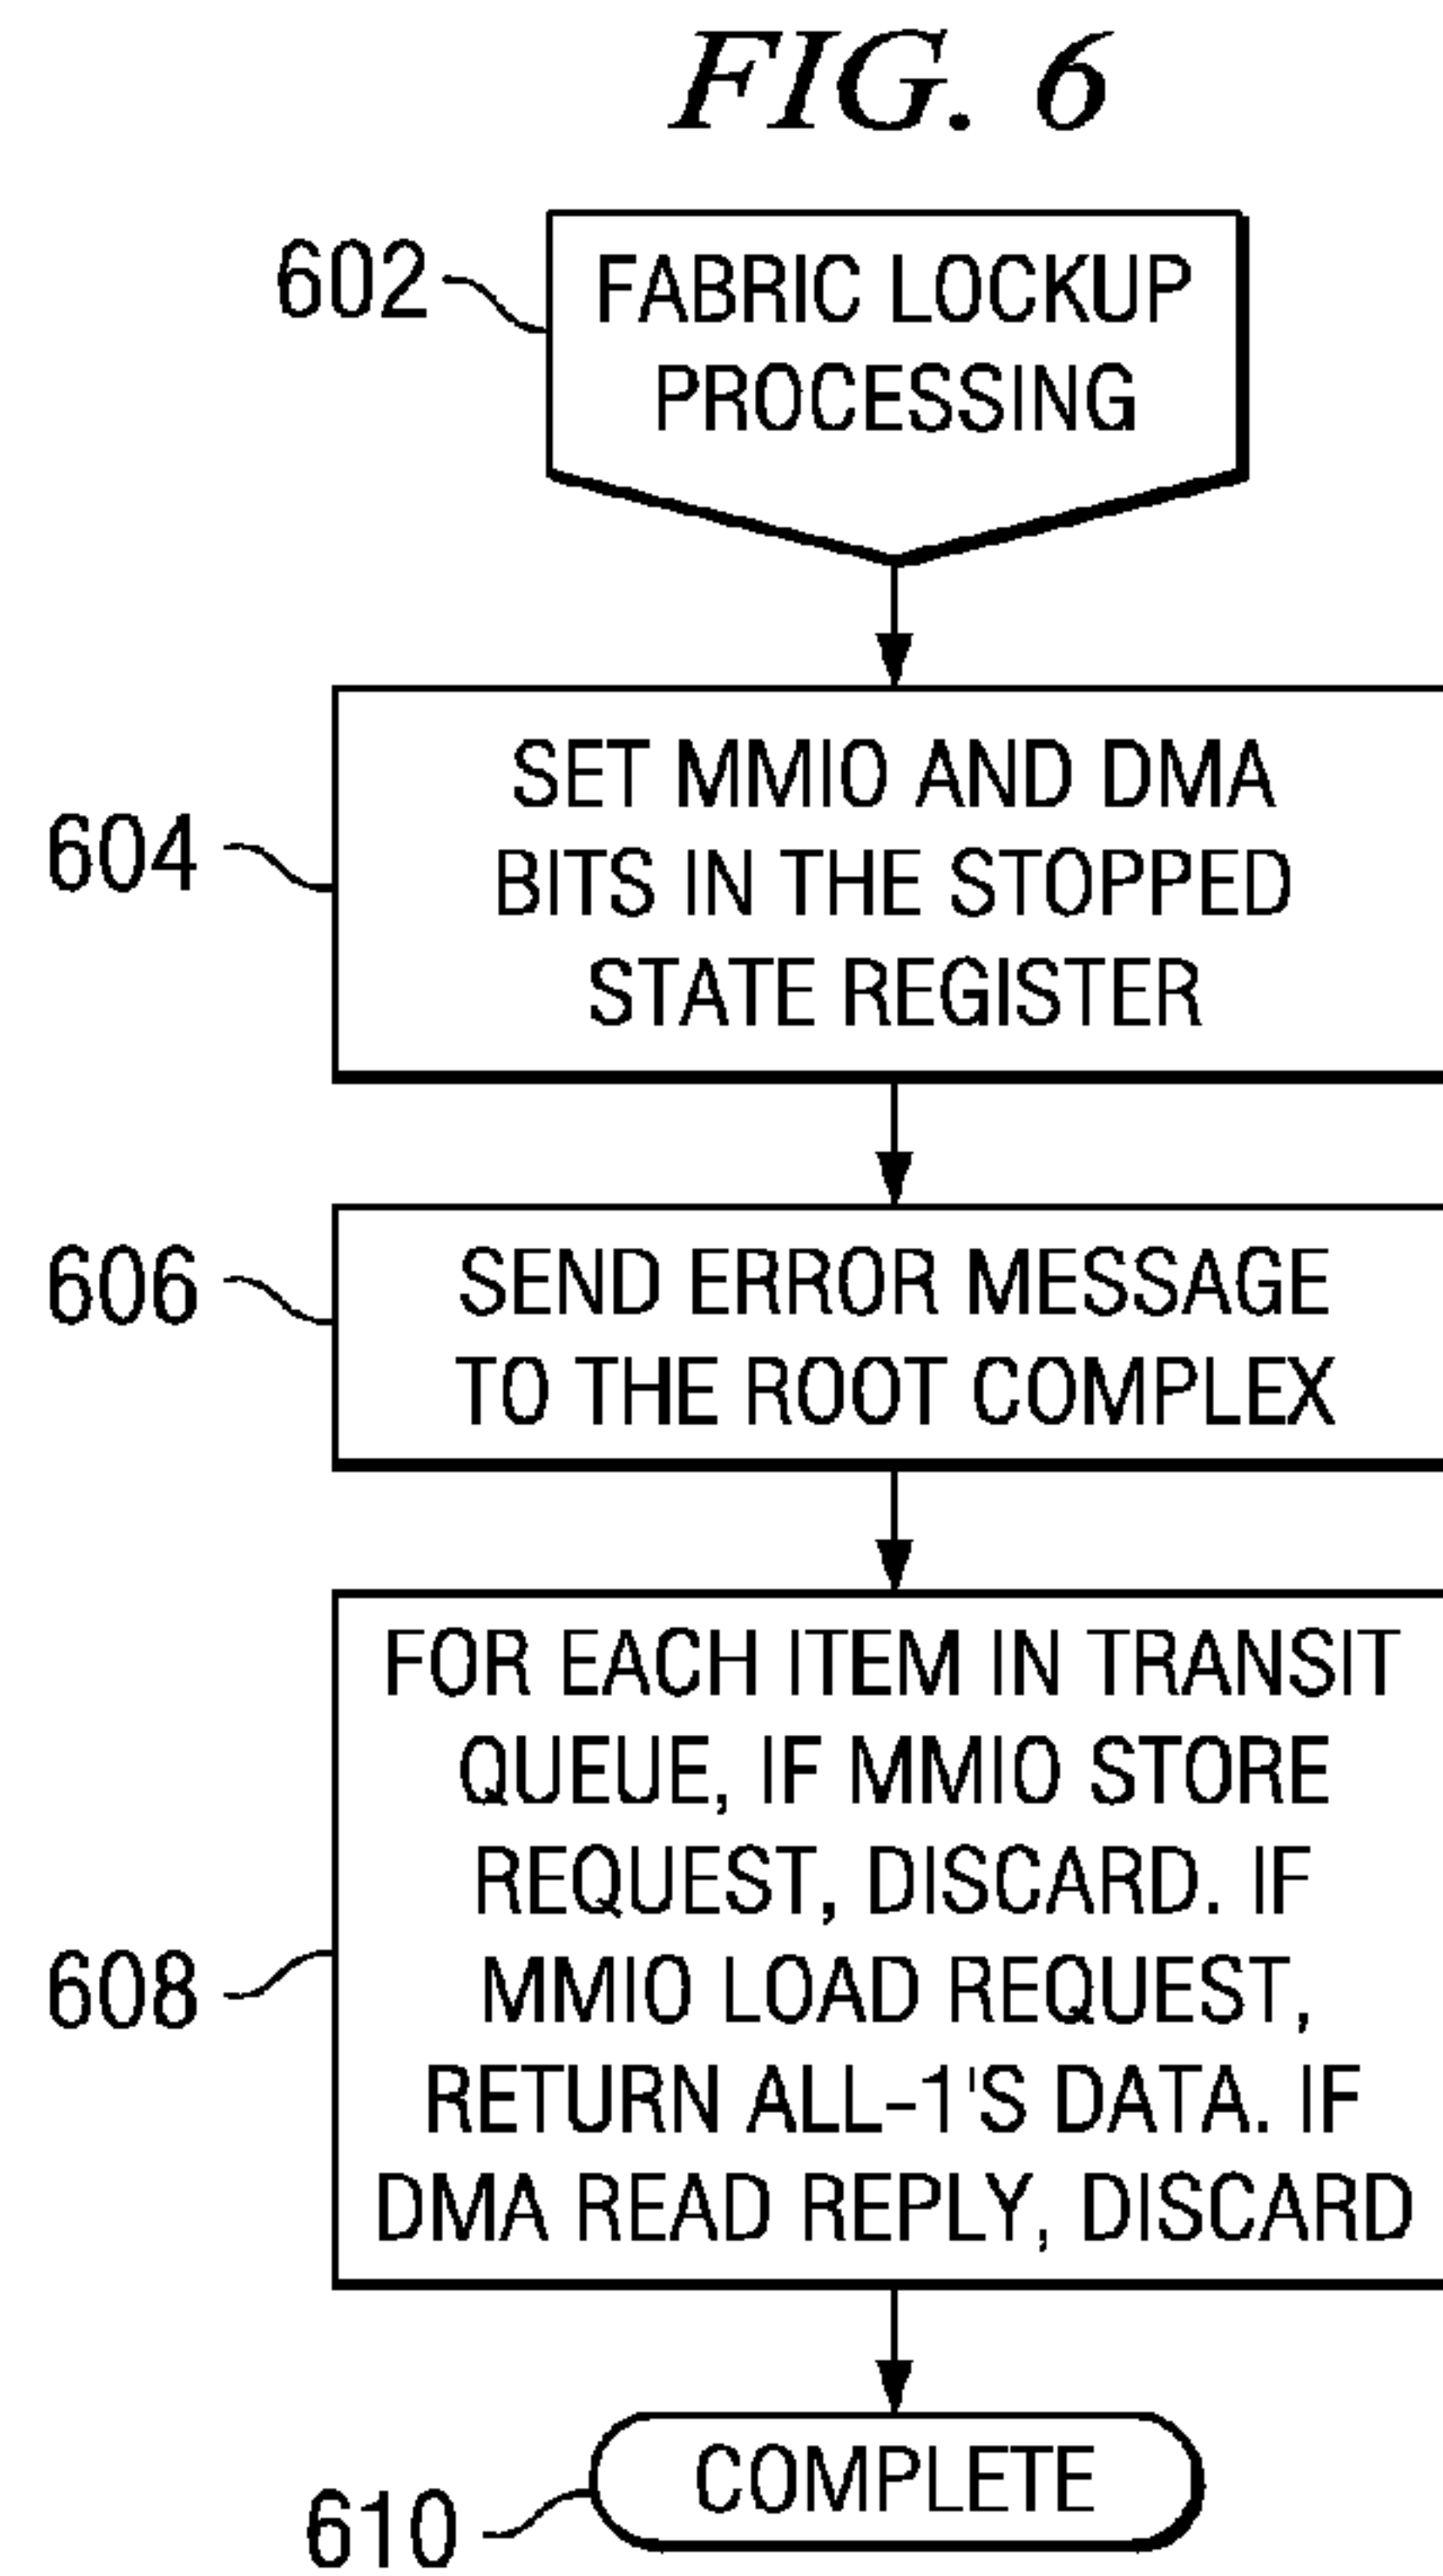 FIG. 6
602
FABRIC LOCKUP
PROCESSING
604
SET MMIO AND DMA
BITS IN THE STOPPED
STATE REGISTER
606
SEND ERROR MESSAGE
TO THE ROOT COMPLEX
608
FOR EACH ITEM IN TRANSIT
QUEUE, IF MMIO STORE
REQUEST, DISCARD. IF
MMIO LOAD REQUEST,
RETURN ALL-1'S DATA. IF
DMA READ REPLY, DISCARD
610
COMPLETE